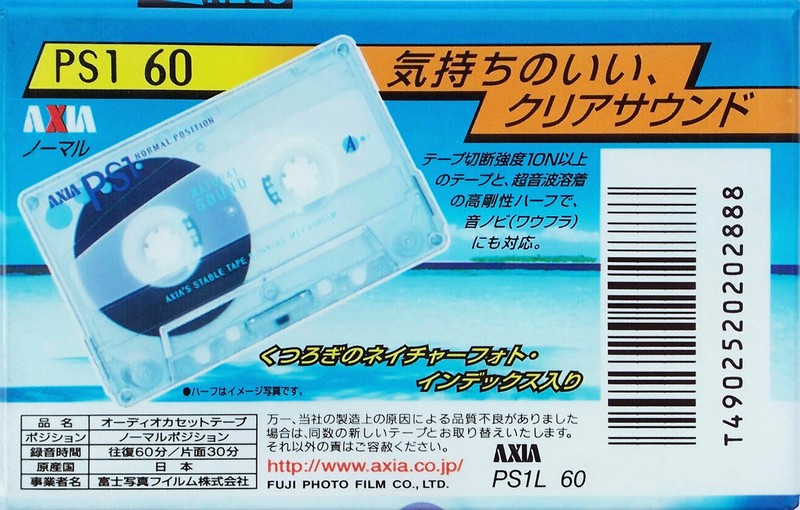 PS1 60
気持ちのいい、
クリアサウンド
AXIA
ノーマル
テープ切断強度10N以上
のテープと、超音波溶着
の高剛性ハーフで、
音ノビ(ワウフラ)
にも対応。
AXIA PS1 NORMAL POSITION
A
SOUND
AXIA'S STABLE TAPE
くつろぎのネイチャーフォト・
インデックス入り
●ハーフはイメージ写真です。
T4902520202888
品名 オーディオカセットテープ
ポジション ノーマルポジション
録音時間 往復60分/片面30分
原産国 日本
事業者名 富士写真フイルム株式会社
万一、当社の製造上の原因による品質不良がありました
場合は、同数の新しいテープとお取り替えいたします。
それ以外の責はご容赦ください。
http://www.axia.co.jp/
FUJI PHOTO FILM CO., LTD.
AXIA
PS1L 60